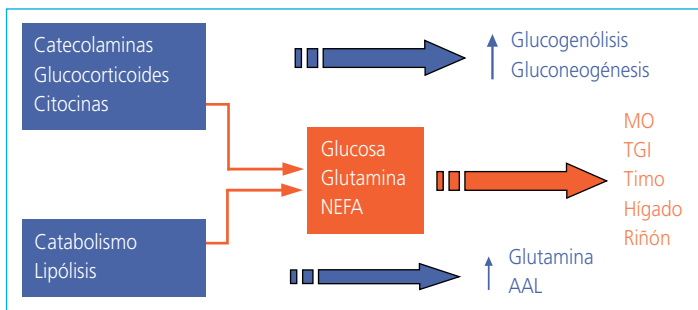 Catecolaminas
Glucocorticoides
Citocinas
Glucogenólisis
Gluconeogénesis
Glucosa
Glutamina
NEFA
MO
TGI
Timo
Hígado
Riñón
Catabolismo
Lipólisis
Glutamina
AAL